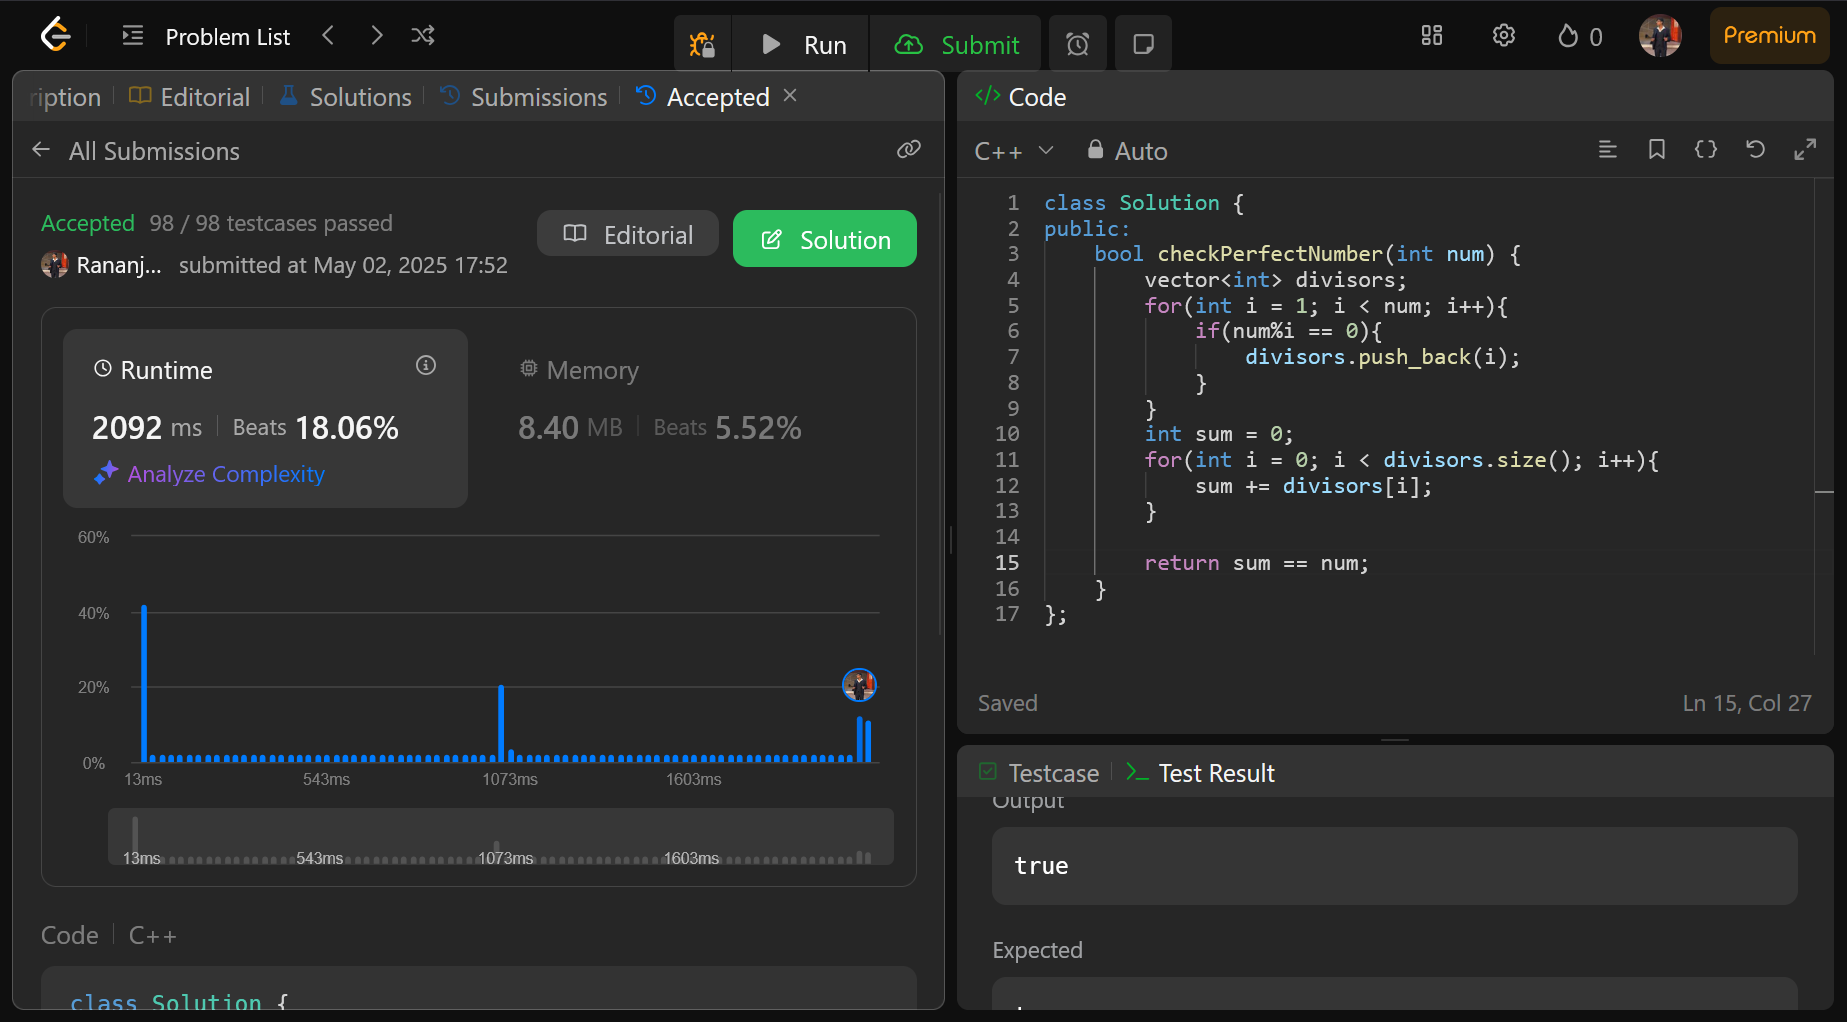 Problem List
Run
Submit
0
Premium
ription
Editorial
Solutions
Submissions
Accepted
All Submissions
Accepted 98 / 98 testcases passed
Rananj... submitted at May 02, 2025 17:52
Editorial
Solution
Runtime
2092 ms Beats 18.06%
Analyze Complexity
Memory
8.40 MB Beats 5.52%
60%
40%
20%
0%
13ms 543ms 1073ms 1603ms
13ms 543ms 1073ms 1603ms
Code C++
class Solution {
</> Code
C++ Auto
1 class Solution {
2 public:
3     bool checkPerfectNumber(int num) {
4         vector<int> divisors;
5         for(int i = 1; i < num; i++){
6             if(num%i == 0){
7                 divisors.push_back(i);
8             }
9         }
10         int sum = 0;
11         for(int i = 0; i < divisors.size(); i++){
12             sum += divisors[i];
13         }
14
15         return sum == num;
16     }
17 };
Saved
Ln 15, Col 27
Testcase
Test Result
Output
true
Expected